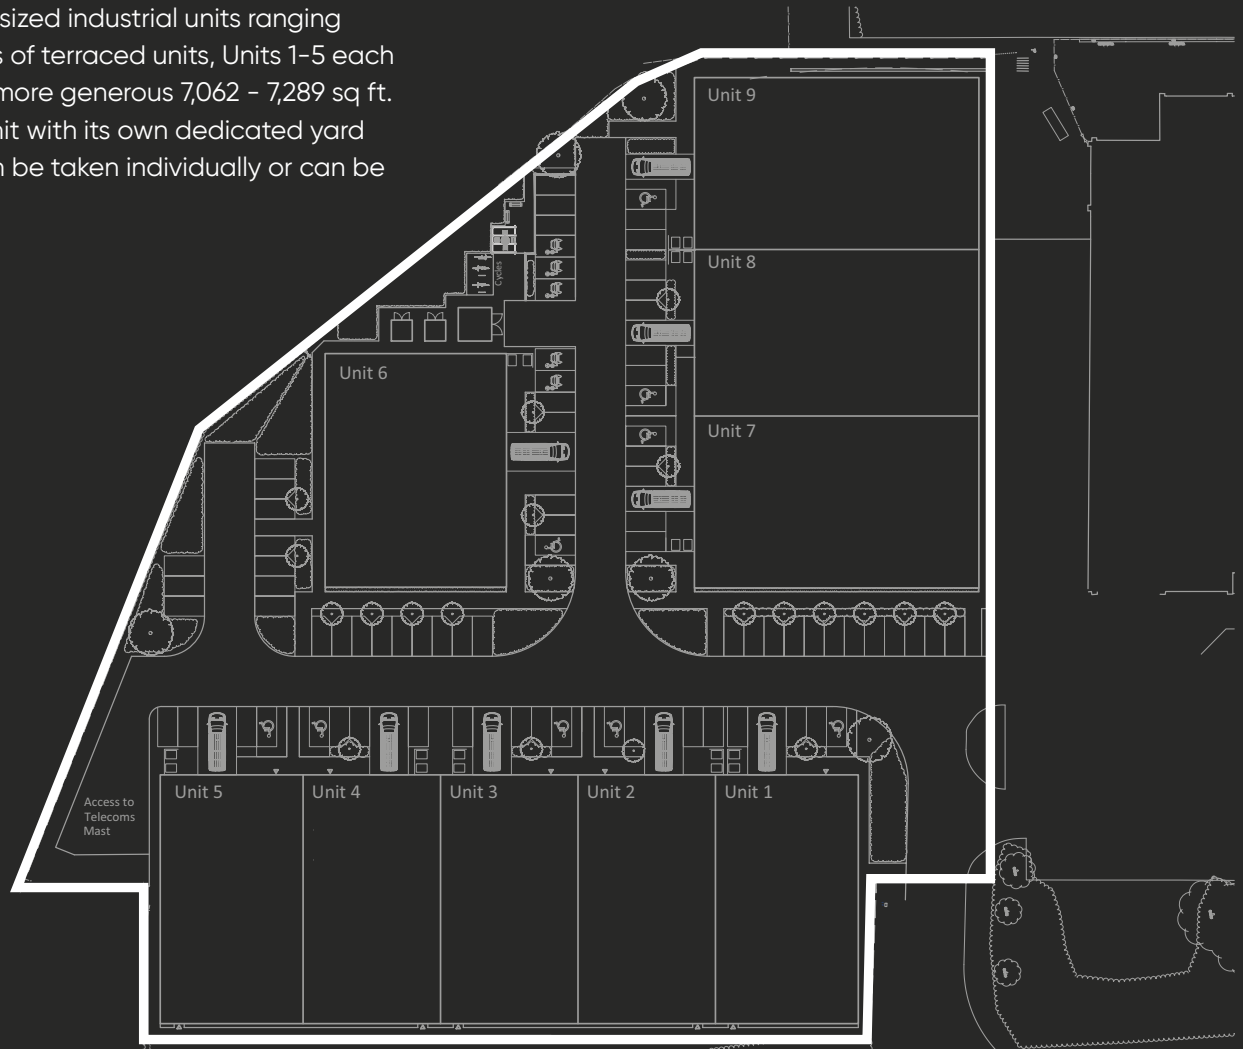 sized industrial units ranging
s of terraced units, Units 1-5 each
more generous 7,062 - 7,289 sq ft.
nit with its own dedicated yard
n be taken individually or can be
Unit 9
Unit 8
Cycles
Unit 6
Unit 7
Unit 5
Unit 4
Unit 3
Unit 2
Unit 1
Access to
Telecoms
Mast